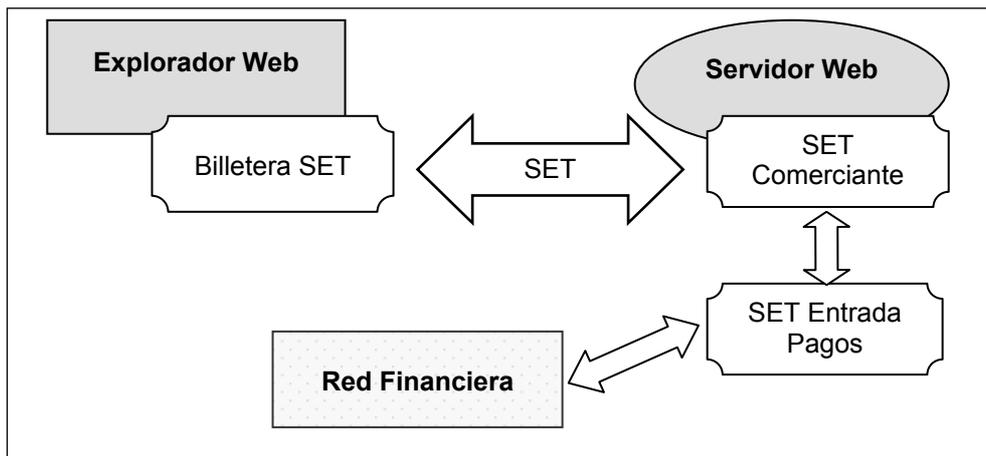 Explorador Web
Servidor Web
Billetera SET
SET
SET
Comerciante
SET Entrada
Pagos
Red Financiera